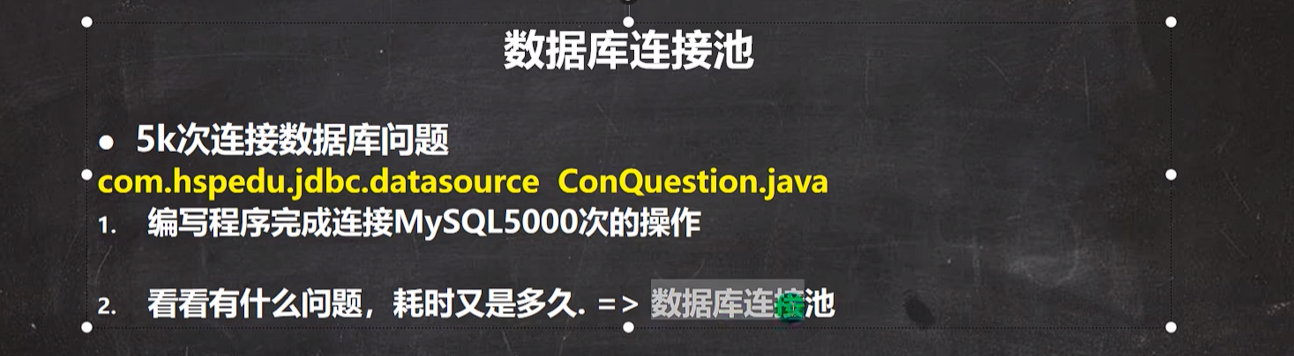 数据库连接池
● 5k次连接数据库问题
com.hspedu.jdbc.datasource ConQuestion.java
1. 编写程序完成连接MySQL5000次的操作
2. 看看有什么问题，耗时又是多久. => 数据库连接池